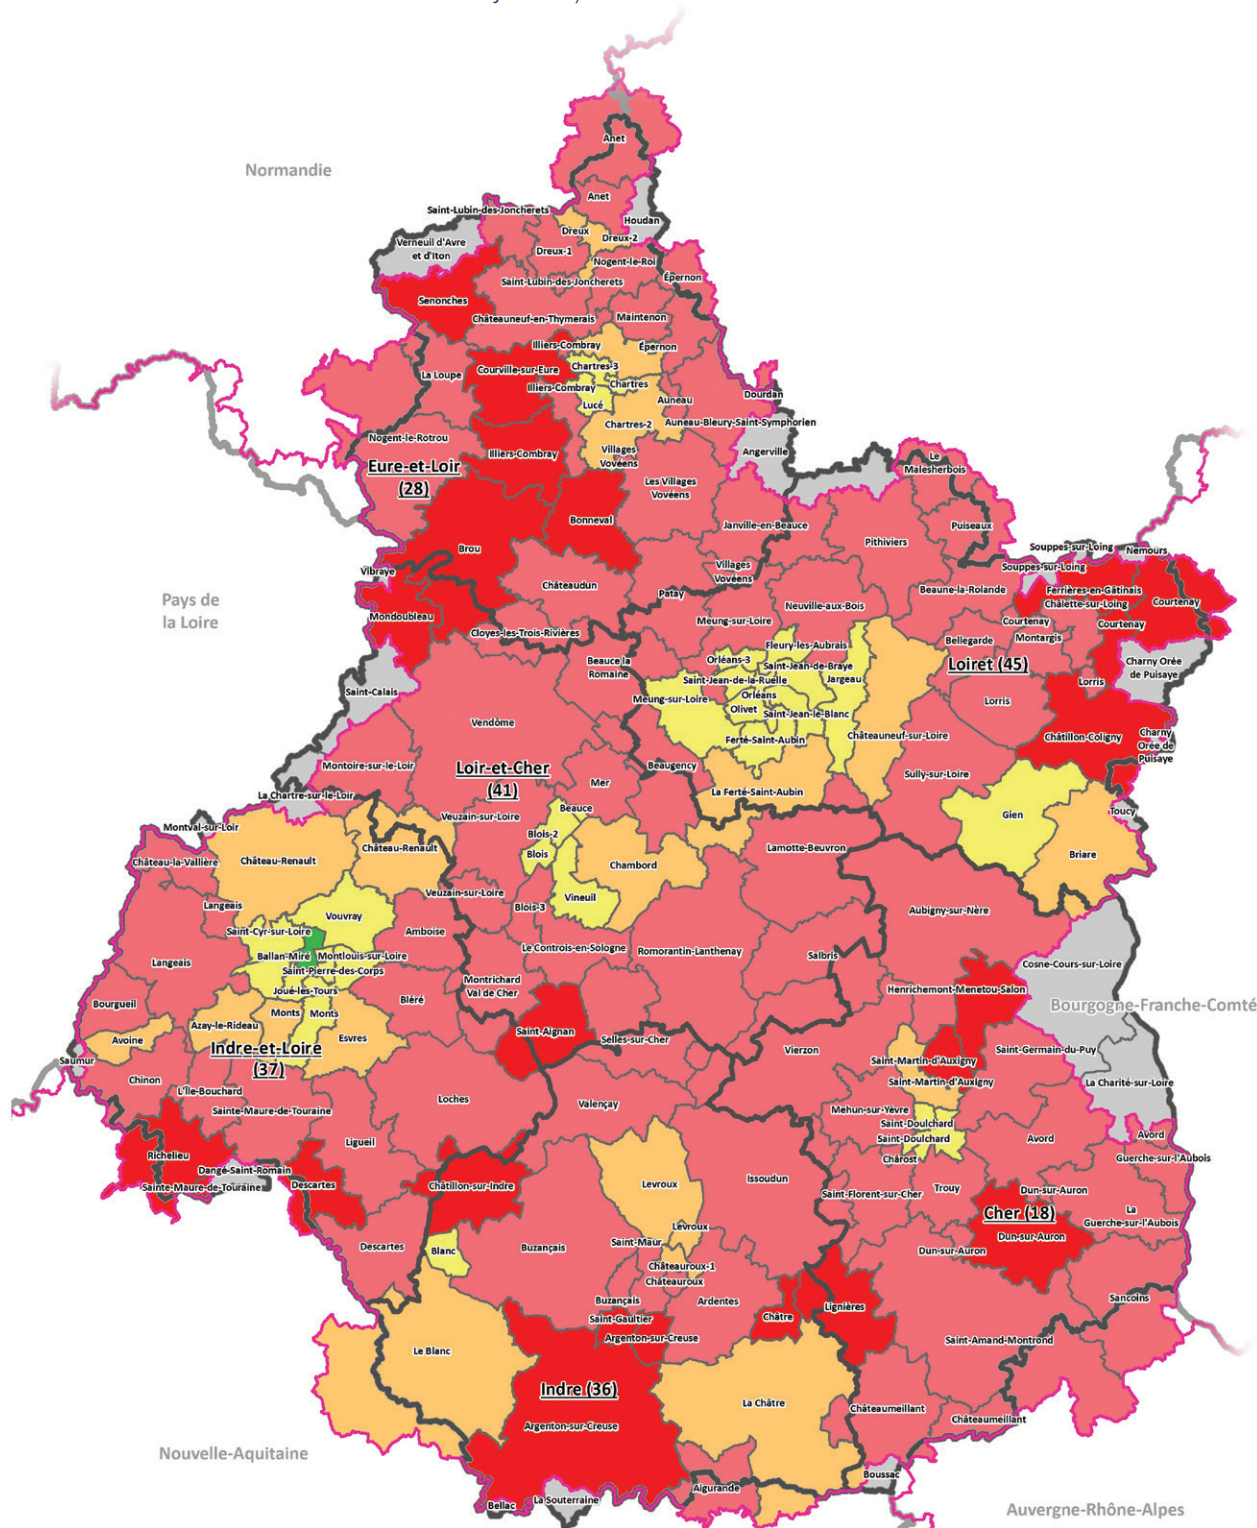 Normandie
Anet
Anet
Saint-Lubin-des-Joncherets
Houdan
Dreux
Dreux-2
Verneuil d'Avre
et d'Iton
Dreux-1
Nogent-le-Roi
Saint-Lubin-des-Joncherets
Épernon
Senonches
Châteauneuf-en-Thymerais
Maintenon
Illiers-Combray
Épernon
La Loupe
Courville-sur-Eure
Chartres-3
Illiers-Combray
Chartres
Lucé
Auneau
Dourdan
Chartres-2
Auneau-Bleury-Saint-Symphorien
Nogent-le-Rotrou
Villages
Vovéens
Angerville
Illiers-Combray
Eure-et-Loir
(28)
Les Villages
Vovéens
Le
Malesherbois
Bonneval
Janville-en-Beauce
Puiseaux
Pithiviers
Brou
Souppes-sur-Loing
Nemours
Vibraye
Châteaudun
Villages
Vovéens
Souppes-sur-Loing
Patay
Beaune-la-Rolande
Ferrières-en-Gâtinais
Pays de
la Loire
Mondoubleau
Neuville-aux-Bois
Châlette-sur-Loing
Courtenay
Cloyes-les-Trois-Rivières
Meung-sur-Loire
Courtenay
Courtenay
Bellegarde
Montargis
Fleury-les-Aubrais
Beauce la
Romaine
Orléans-3
Saint-Jean-de-Braye
Loiret (45)
Charny Orée
de Puisaye
Saint-Jean-de-la-Ruelle
Jargeau
Lorris
Saint-Calais
Meung-sur-Loire
Orléans
Lorris
Olivet
Saint-Jean-le-Blanc
Vendôme
Châteauneuf-sur-Loire
Châtillon-Coligny
Charny
Orée de
Puisaye
Ferté-Saint-Aubin
Montoire-sur-le-Loir
Loir-et-Cher
(41)
Beaugency
Sully-sur-Loire
Mer
La Ferté-Saint-Aubin
La Chartre-sur-le-Loir
Beauce
Veuzain-sur-Loire
Gien
Toucy
Montval-sur-Loir
Blois-2
Château-Renault
Lamotte-Beuvron
Briare
Château-la-Vallière
Château-Renault
Blois
Chambord
Veuzain-sur-Loire
Vineuil
Langeais
Blois-3
Vouvray
Aubigny-sur-Nère
Saint-Cyr-sur-Loire
Amboise
Le Controis-en-Sologne
Romorantin-Lanthenay
Ballan-Miré
Montlouis-sur-Loire
Salbris
Langeais
Saint-Pierre-des-Corps
Cosne-Cours-sur-Loire
Montrichard
Val de Cher
Joué-lès-Tours
Henrichemont-Menetou-Salon
Bourgueil
Bléré
Bourgogne-Franche-Comté
Monts
Monts
Azay-le-Rideau
Saint-Aignan
Avoine
Esvres
Selles-sur-Cher
Indre-et-Loire
(37)
Vierzon
Saint-Germain-du-Puy
Saumur
Saint-Martin-d'Auxigny
Chinon
Saint-Martin-d'Auxigny
La Charité-sur-Loire
L'Île-Bouchard
Loches
Valençay
Sainte-Maure-de-Touraine
Mehun-sur-Yèvre
Saint-Doulchard
Avord
Avord
Ligueil
Saint-Doulchard
Richelieu
Chârost
Guerche-sur-l'Aubois
Dangé-Saint-Romain
Issoudun
Sainte-Maure-de-Touraine
Descartes
Châtillon-sur-Indre
Levroux
Saint-Florent-sur-Cher
Trouy
Dun-sur-Auron
La
Guerche-sur-l'Aubois
Cher (18)
Levroux
Dun-sur-Auron
Saint-Maur
Descartes
Blanc
Buzançais
Dun-sur-Auron
Châteauroux-1
Châteauroux
Sancoins
Buzançais
Ardentes
Lignières
Saint-Gaultier
Châtre
Argenton-sur-Creuse
Saint-Amand-Montrond
Le Blanc
Indre (36)
La Châtre
Châteaumeillant
Châteaumeillant
Argenton-sur-Creuse
Nouvelle-Aquitaine
Boussac
Aigurande
La Souterraine
Bellac
Auvergne-Rhône-Alpes